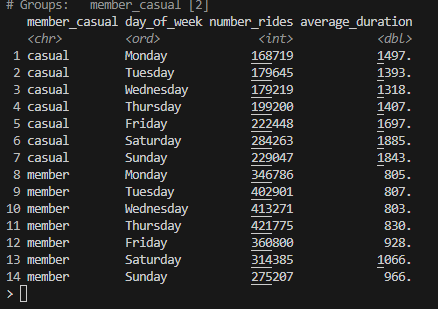 # Groups:   member_casual [2]
   member_casual day_of_week number_rides average_duration
   <chr>         <ord>              <int>            <dbl>
 1 casual        Monday            168719            1497.
 2 casual        Tuesday           179645            1393.
 3 casual        Wednesday         179219            1318.
 4 casual        Thursday          199200            1407.
 5 casual        Friday            222448            1697.
 6 casual        Saturday          284263            1885.
 7 casual        Sunday            229047            1843.
 8 member        Monday            346786             805.
 9 member        Tuesday           402901             807.
10 member        Wednesday         413271             803.
11 member        Thursday          421775             830.
12 member        Friday            360800             928.
13 member        Saturday          314385            1066.
14 member        Sunday            275207             966.
>